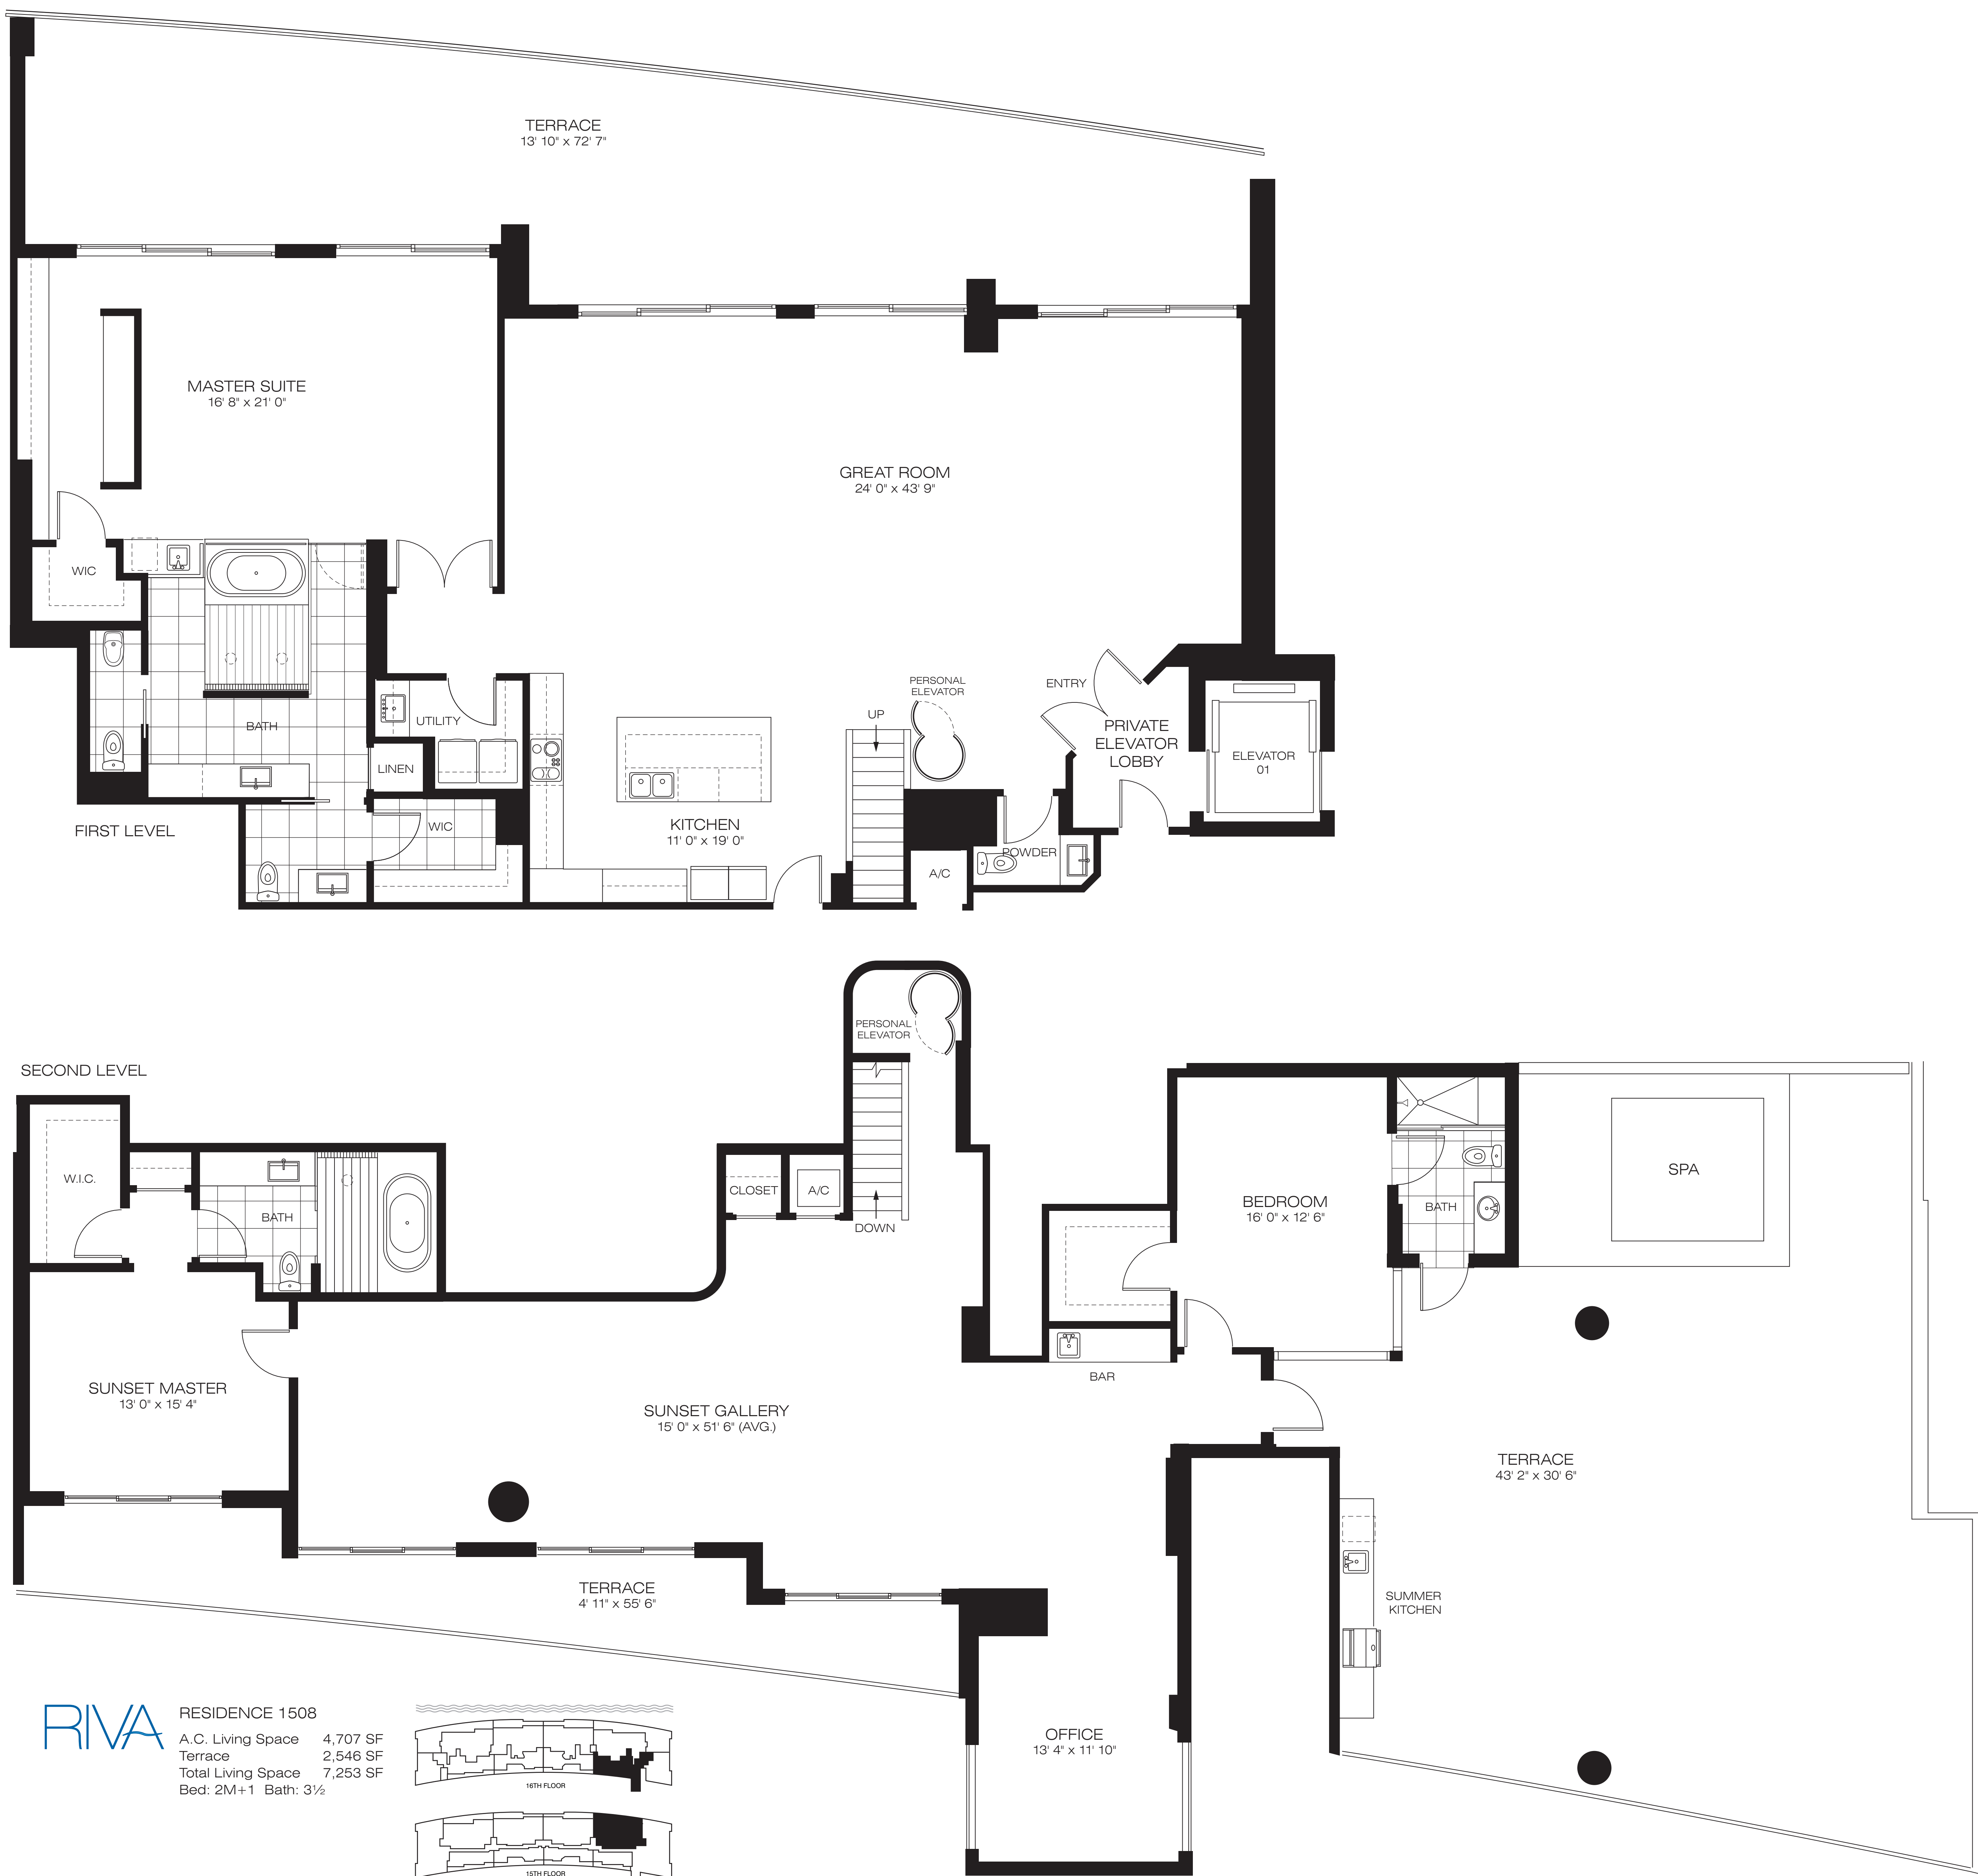 TERRACE
13' 10" x 72' 7"
MASTER SUITE
16' 8" x 21' 0"
GREAT ROOM
24' 0" x 43' 9"
WIC
BATH
UTILITY
LINEN
WIC
KITCHEN
11' 0" x 19' 0"
UP
PERSONAL
ELEVATOR
ENTRY
PRIVATE
ELEVATOR
LOBBY
ELEVATOR
01
POWDER
A/C
FIRST LEVEL
SECOND LEVEL
PERSONAL
ELEVATOR
W.I.C.
BATH
CLOSET
A/C
DOWN
BEDROOM
16' 0" x 12' 6"
BATH
SPA
SUNSET MASTER
13' 0" x 15' 4"
SUNSET GALLERY
15' 0" x 51' 6" (AVG.)
BAR
TERRACE
43' 2" x 30' 6"
TERRACE
4' 11" x 55' 6"
SUMMER
KITCHEN
OFFICE
13' 4" x 11' 10"
RIVA
RESIDENCE 1508
A.C. Living Space 4,707 SF
Terrace 2,546 SF
Total Living Space 7,253 SF
Bed: 2M+1 Bath: 3½
16TH FLOOR
15TH FLOOR